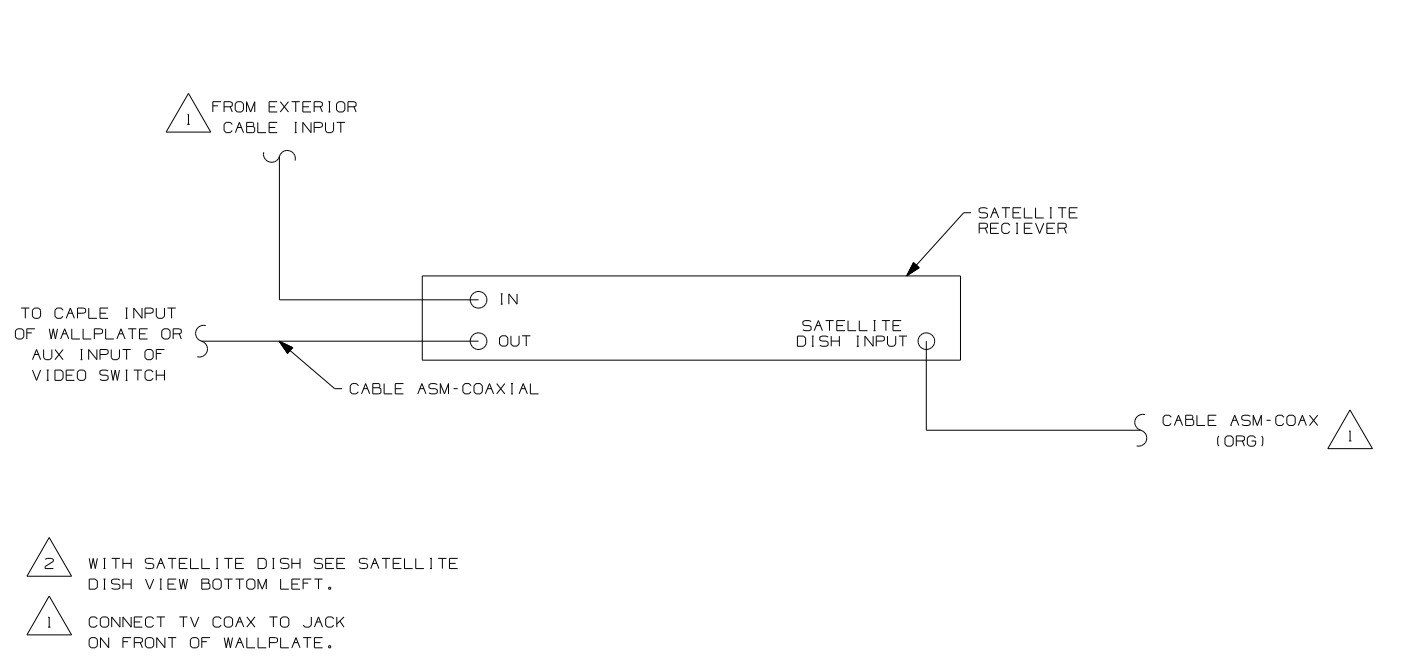 1
FROM EXTERIOR
CABLE INPUT
SATELLITE
RECIEVER
IN
TO CAPLE INPUT
OF WALLPLATE OR
AUX INPUT OF
VIDEO SWITCH
OUT
SATELLITE
DISH INPUT
CABLE ASM-COAXIAL
CABLE ASM-COAX
(ORG)
1
2
WITH SATELLITE DISH SEE SATELLITE
DISH VIEW BOTTOM LEFT.
1
CONNECT TV COAX TO JACK
ON FRONT OF WALLPLATE.